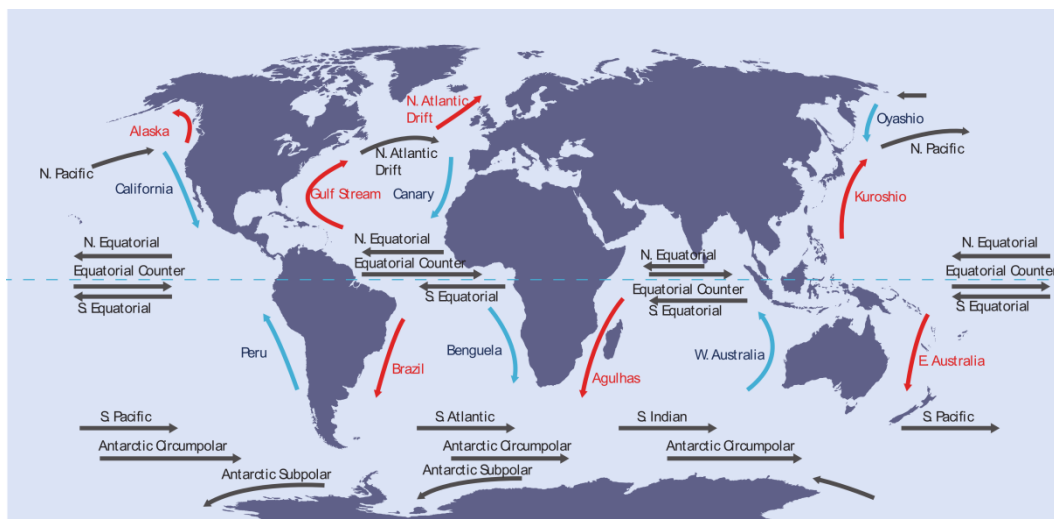 N. Atlantic
Drift
Oyashio
Alaska
N. Pacific
N. Atlantic
Drift
N. Pacific
California
Gulf Stream
Canary
Kuroshio
N. Equatorial
N. Equatorial
N. Equatorial
N. Equatorial
Equatorial Counter
Equatorial Counter
Equatorial Counter
Equatorial Counter
S. Equatorial
S. Equatorial
S. Equatorial
S. Equatorial
Peru
Brazil
Benguela
Agulhas
W. Australia
E. Australia
S. Pacific
S. Atlantic
S. Indian
S. Pacific
Antarctic Circumpolar
Antarctic Circumpolar
Antarctic Circumpolar
Antarctic Subpolar
Antarctic Subpolar